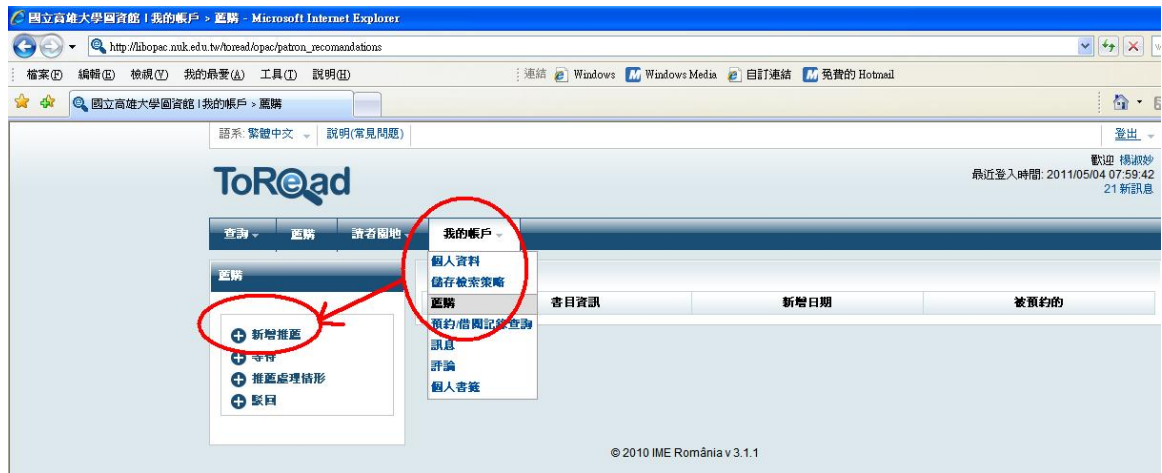 國立高雄大學圖資館 | 我的帳戶 > 薦購 - Microsoft Internet Explorer
http://libopac.nuk.edu.tw/toread/opac/patron_recomandations
檔案(F) 編輯(E) 檢視(V) 我的最愛(A) 工具(T) 說明(H) 連結 Windows Windows Media 自訂連結 免費的 Hotmail
國立高雄大學圖資館 | 我的帳戶 > 薦購
語系: 繁體中文 說明(常見問題) 登出
ToRead
歡迎 楊淑妙
最近登入時間: 2011/05/04 07:59:42
21 新訊息
查詢 薦購 讀者園地 我的帳戶
個人資料
儲存檢索策略
薦購
預約/借閱記錄查詢
訊息
評論
個人書籤
薦購
新增推薦
等待
推薦處理情形
駁回
書目資訊 新增日期 被預約的
© 2010 IME România v 3.1.1